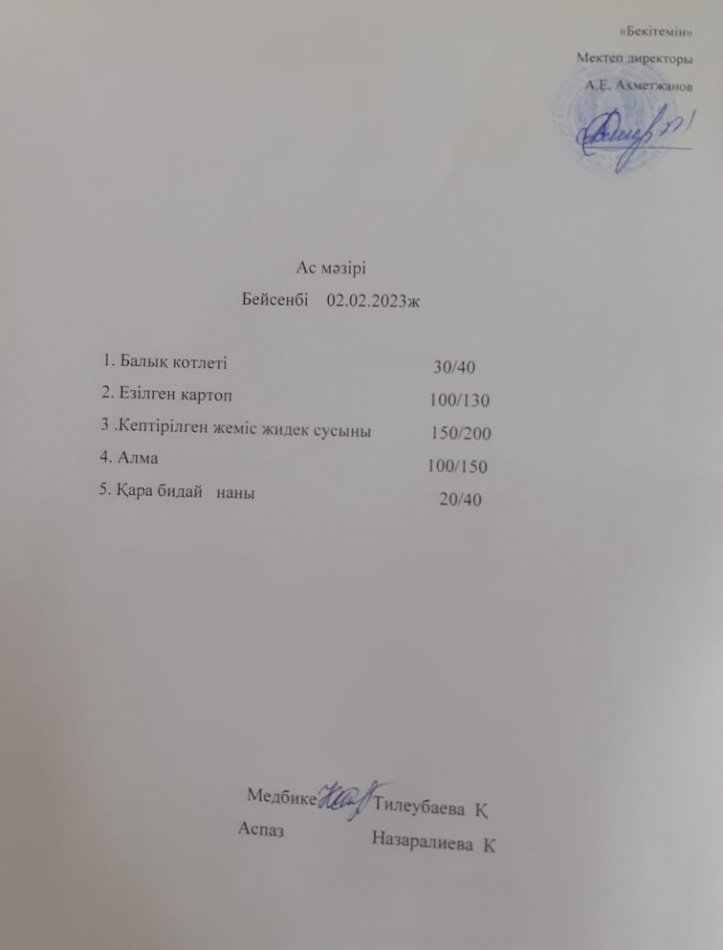 «Бекітемін»
Мектеп директоры
А.Е. Ахметжанов
Ас мәзірі
Бейсенбі 02.02.2023ж
1. Балық котлеті 30/40
2. Езілген картоп 100/130
3 .Кептірілген жеміс жидек сусыны 150/200
4. Алма 100/150
5. Қара бидай наны 20/40
Медбике Тилеубаева Қ
Аспаз Назаралиева К